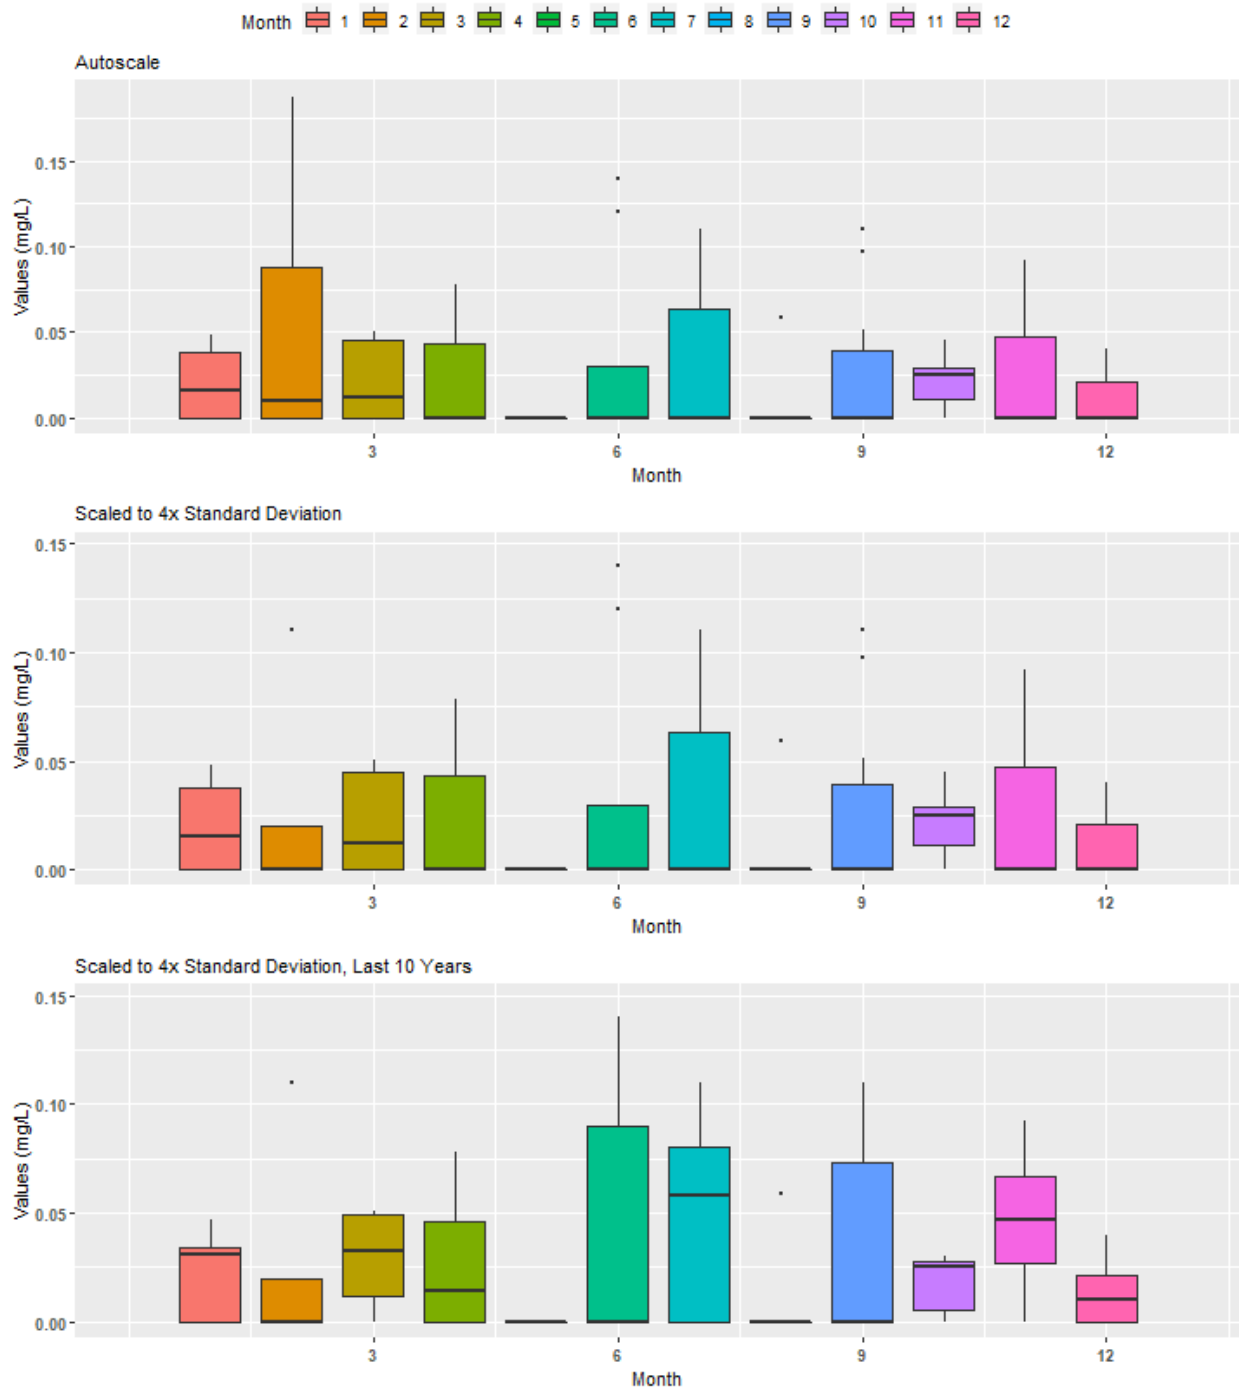 Month 1 2 3 4 5 6 7 8 9 10 11 12
Autoscale
Values (mg/L)
0.15
0.10
0.05
0.00
3 6 9 12
Month
Scaled to 4x Standard Deviation
Values (mg/L)
0.15
0.10
0.05
0.00
3 6 9 12
Month
Scaled to 4x Standard Deviation, Last 10 Years
Values (mg/L)
0.15
0.10
0.05
0.00
3 6 9 12
Month